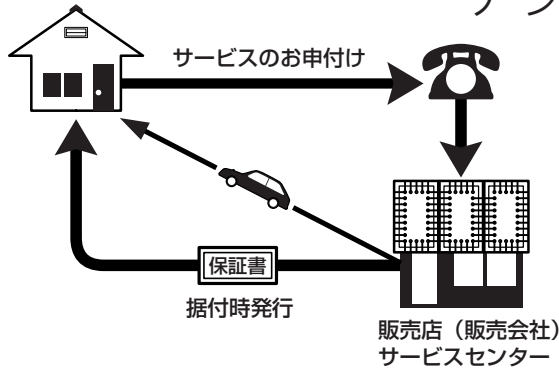 サービスのお申付け
保証書
据付時発行
販売店（販売会社）
サービスセンター